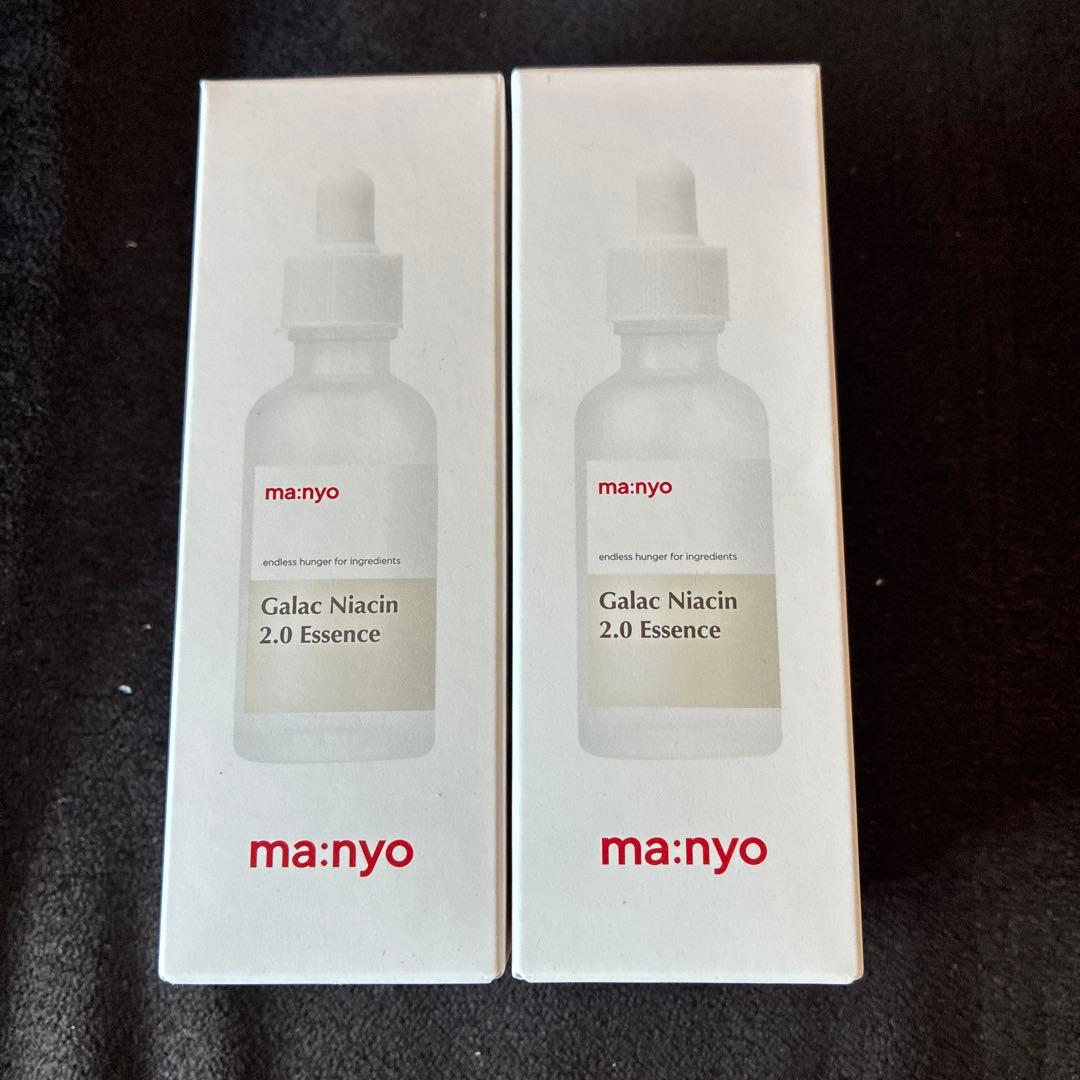 ma:nyo
endless hunger for ingredients
Galac Niacin
2.0 Essence
ma:nyo
ma:nyo
endless hunger for ingredients
Galac Niacin
2.0 Essence
ma:nyo